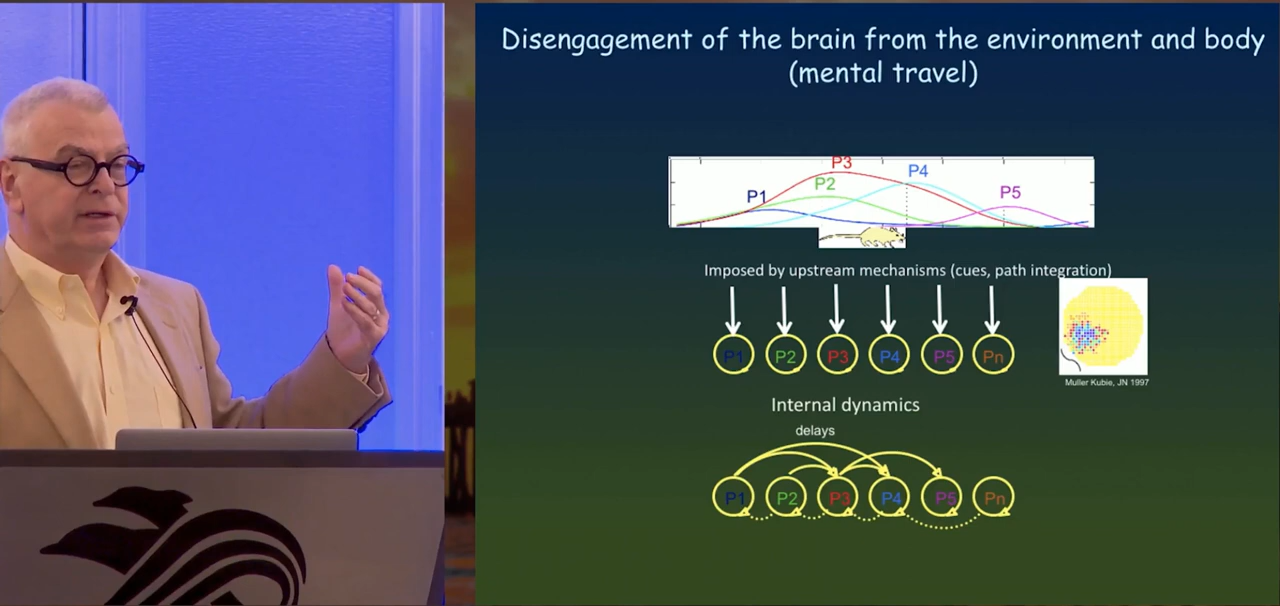 Disengagement of the brain from the environment and body
(mental travel)
P3
P4
P2
P1
P5
Imposed by upstream mechanisms (cues, path integration)
P1 P2 P3 P4 P5 Pn
Muller Kubie, JN 1997
Internal dynamics
delays
P1 P2 P3 P4 P5 Pn